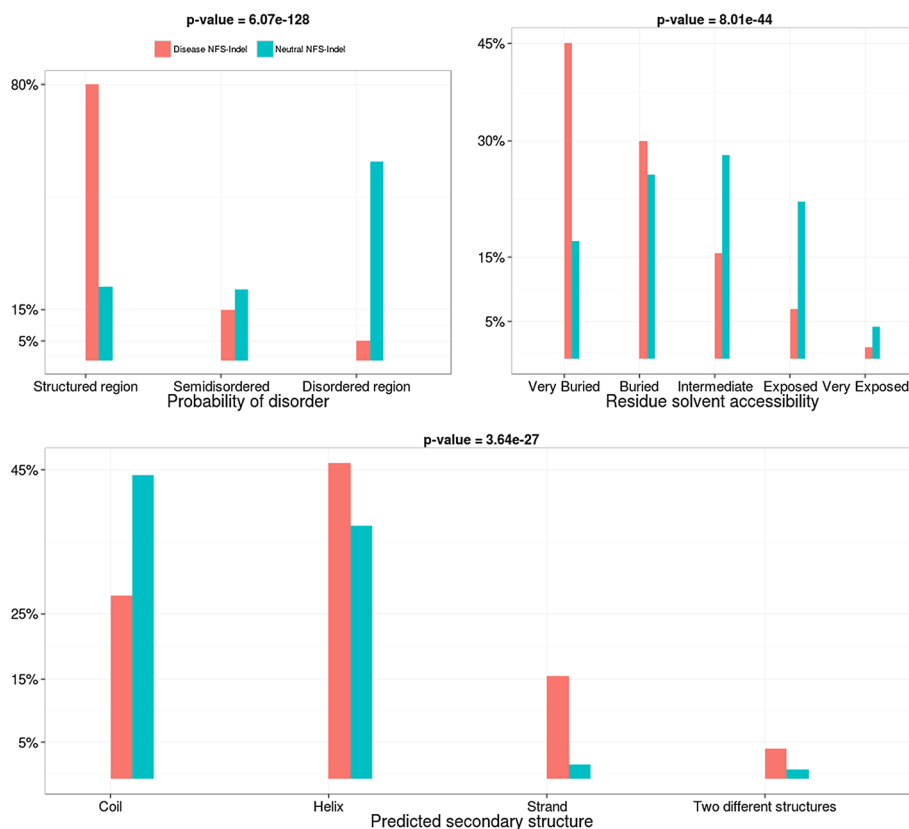 p-value = 6.07e-128
Disease NFS-Indel
Neutral NFS-Indel
80%
15%
5%
Structured region
Semidisordered
Disordered region
Probability of disorder
p-value = 8.01e-44
45%
30%
15%
5%
Very Buried
Buried
Intermediate
Exposed
Very Exposed
Residue solvent accessibility
p-value = 3.64e-27
45%
25%
15%
5%
Coil
Helix
Strand
Two different structures
Predicted secondary structure